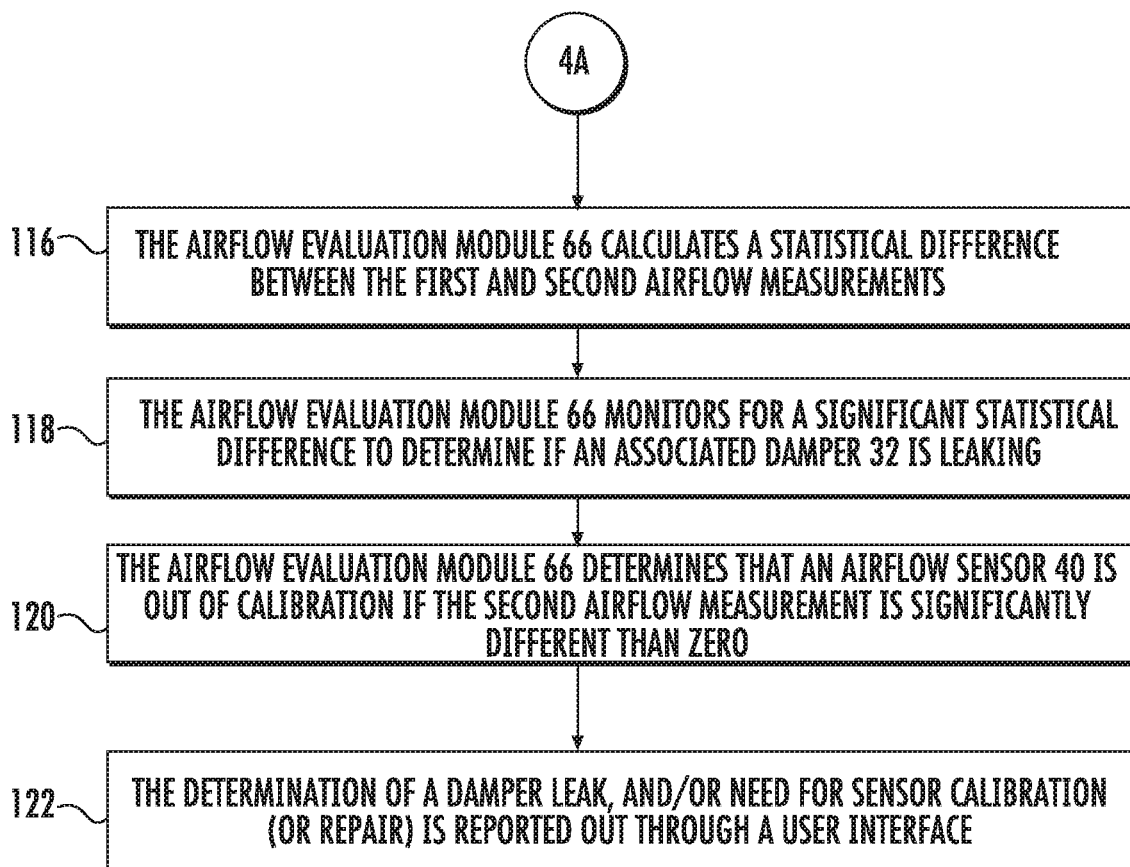 4A
116
THE AIRFLOW EVALUATION MODULE 66 CALCULATES A STATISTICAL DIFFERENCE
BETWEEN THE FIRST AND SECOND AIRFLOW MEASUREMENTS
118
THE AIRFLOW EVALUATION MODULE 66 MONITORS FOR A SIGNIFICANT STATISTICAL
DIFFERENCE TO DETERMINE IF AN ASSOCIATED DAMPER 32 IS LEAKING
120
THE AIRFLOW EVALUATION MODULE 66 DETERMINES THAT AN AIRFLOW SENSOR 40 IS
OUT OF CALIBRATION IF THE SECOND AIRFLOW MEASUREMENT IS SIGNIFICANTLY
DIFFERENT THAN ZERO
122
THE DETERMINATION OF A DAMPER LEAK, AND/OR NEED FOR SENSOR CALIBRATION
(OR REPAIR) IS REPORTED OUT THROUGH A USER INTERFACE